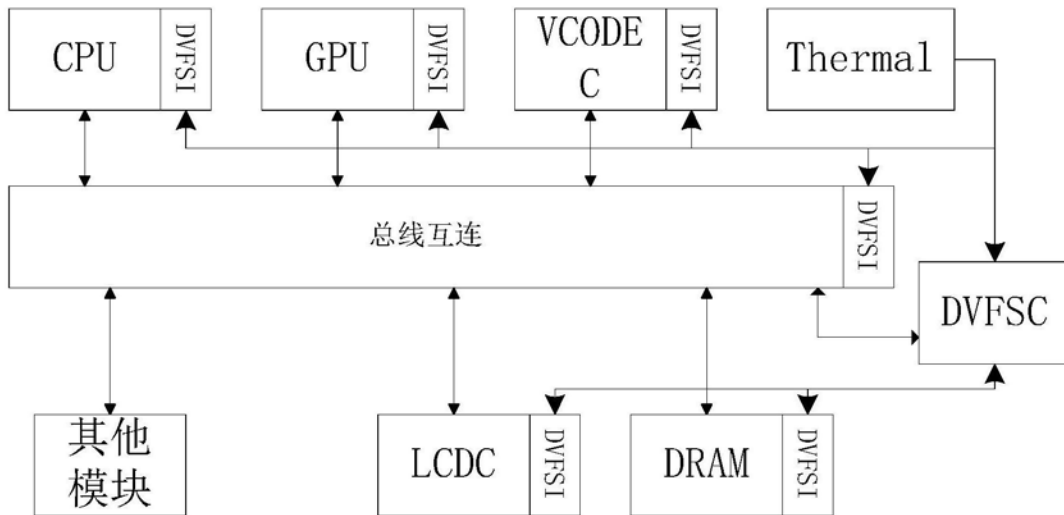 CPU
DVFSI
GPU
DVFSI
VCODE
C
DVFSI
Thermal
总线互连
DVFSI
DVFSC
其他
模块
LCDC
DVFSI
DRAM
DVFSI